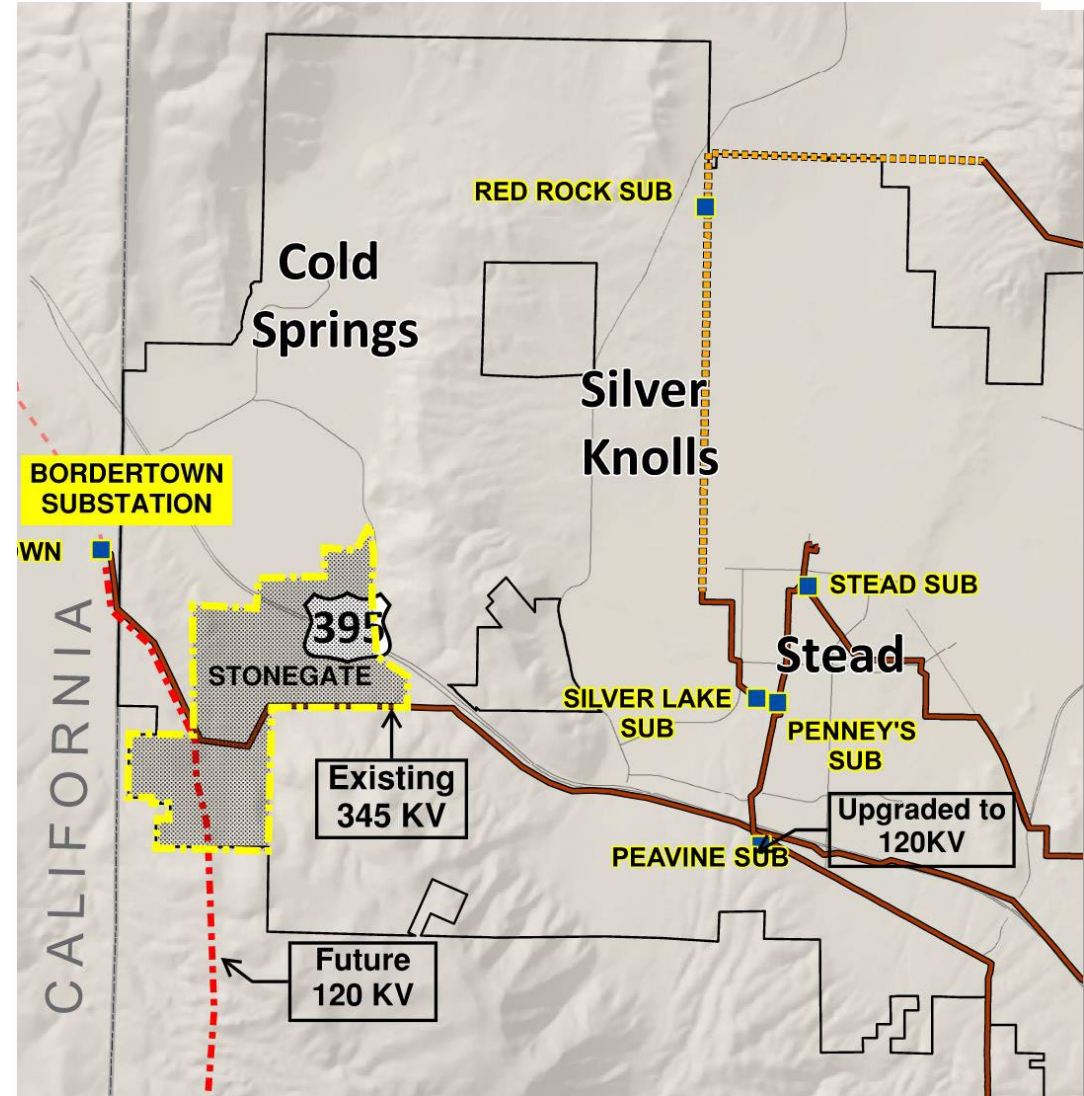 RED ROCK SUB
Cold
Springs
Silver
Knolls
BORDERTOWN
SUBSTATION
OWN
STEAD SUB
395
Stead
STONEGATE
SILVER LAKE
SUB
PENNEY'S
SUB
Existing
345 KV
Upgraded to
120KV
PEAVINE SUB
CALIFORNIA
Future
120 KV